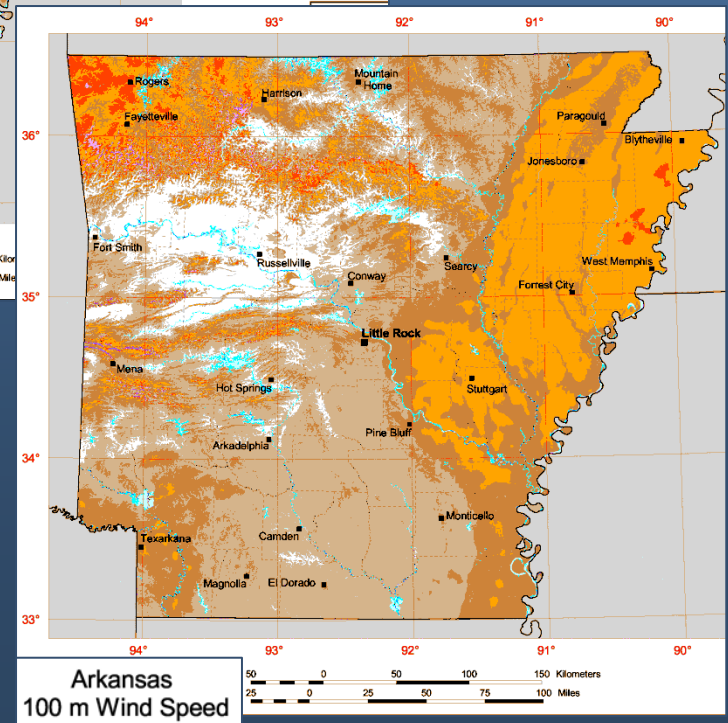 94°
93°
92°
91°
90°
Rogers
Harrison
Mountain
Home
Fayetteville
Paragould
36°
Blytheville
Jonesboro
Fort Smith
Russellville
Searcy
West Memphis
Conway
Forrest City
35°
Little Rock
Mena
Hot Springs
Stuttgart
Pine Bluff
Arkadelphia
34°
Monticello
Texarkana
Camden
Magnolia
El Dorado
33°
94°
93°
92°
91°
90°
Arkansas
100 m Wind Speed
50 0 50 100 150 Kilometers
25 0 25 50 75 100 Miles